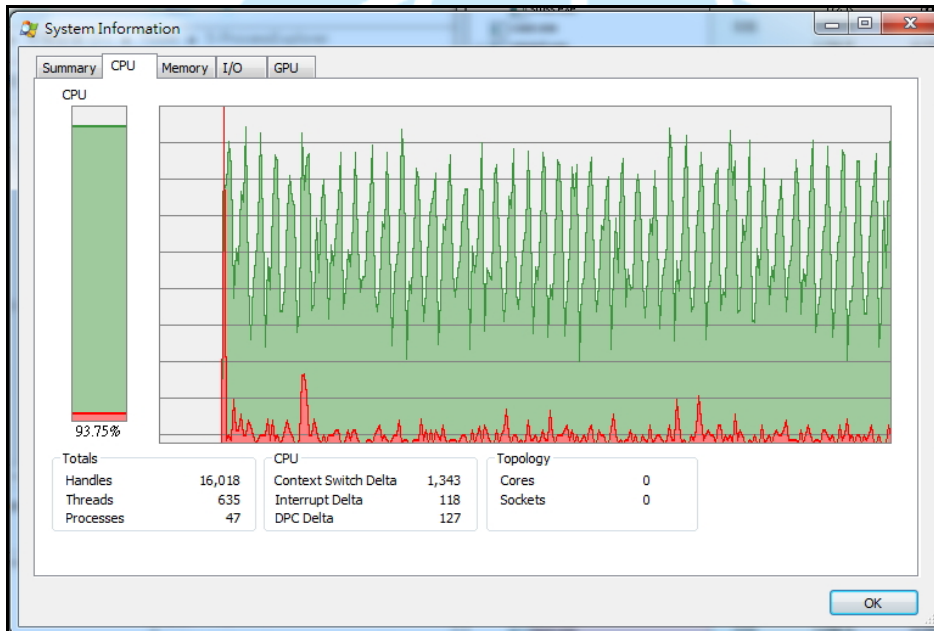 System Information
Summary CPU Memory I/O GPU
CPU
93.75%
Totals
Handles 16,018
Threads 635
Processes 47
CPU
Context Switch Delta 1,343
Interrupt Delta 118
DPC Delta 127
Topology
Cores 0
Sockets 0
OK